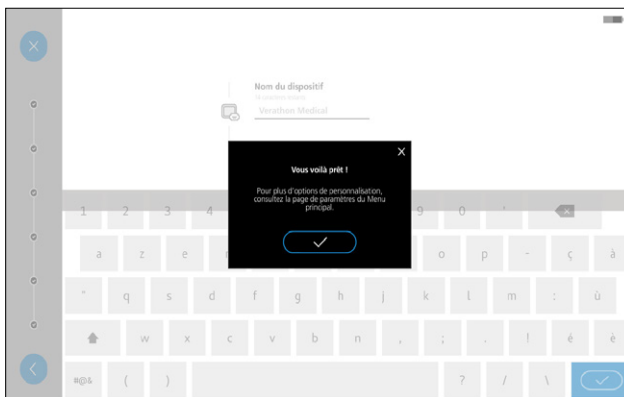 Nom du dispositif
Verathon Medical
Vous voilà prêt !
Pour plus d'options de personnalisation,
consultez la page de paramètres du Menu
principal.
1 2 3 4 9 0 '
a z e o p - ç à
q s d f g h j k l m : ù
w x c v b n , ; . ! é è
#@& ( ) ? / \